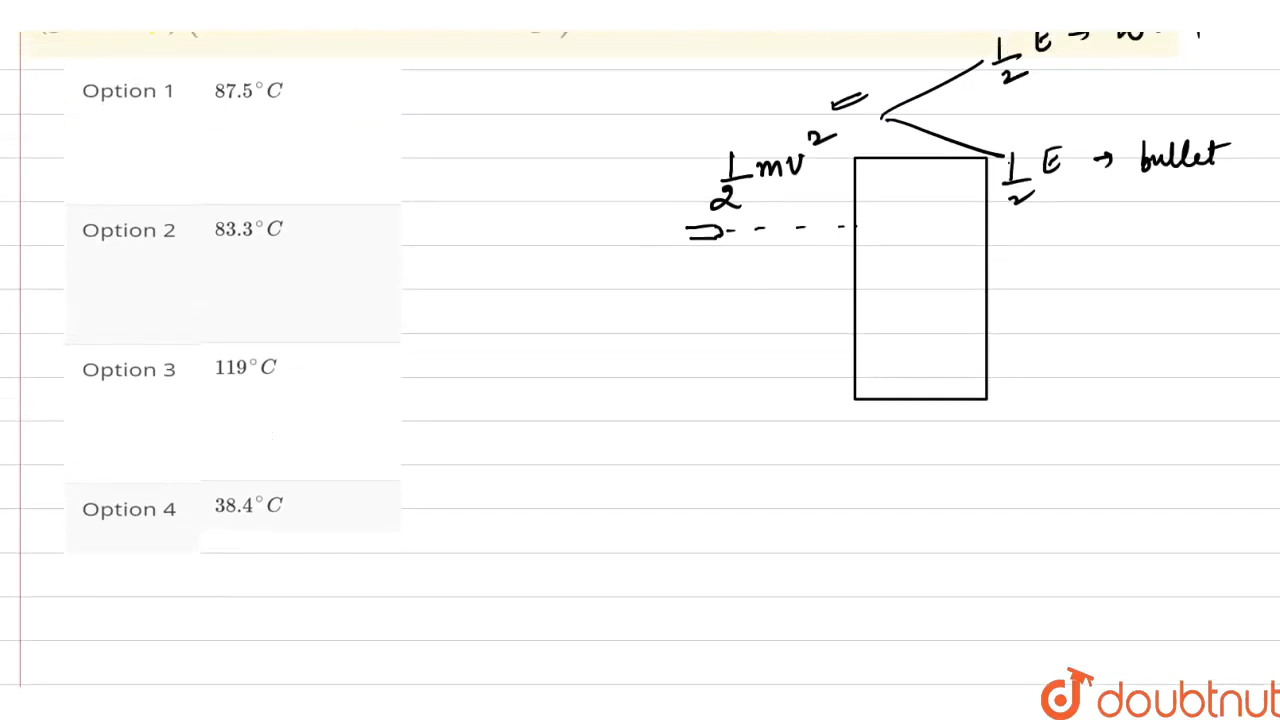 ½ E →
Option 1 87.5°C
½ mv²
½ E → bullet
Option 2 83.3°C
Option 3 119°C
Option 4 38.4°C
doubtnut